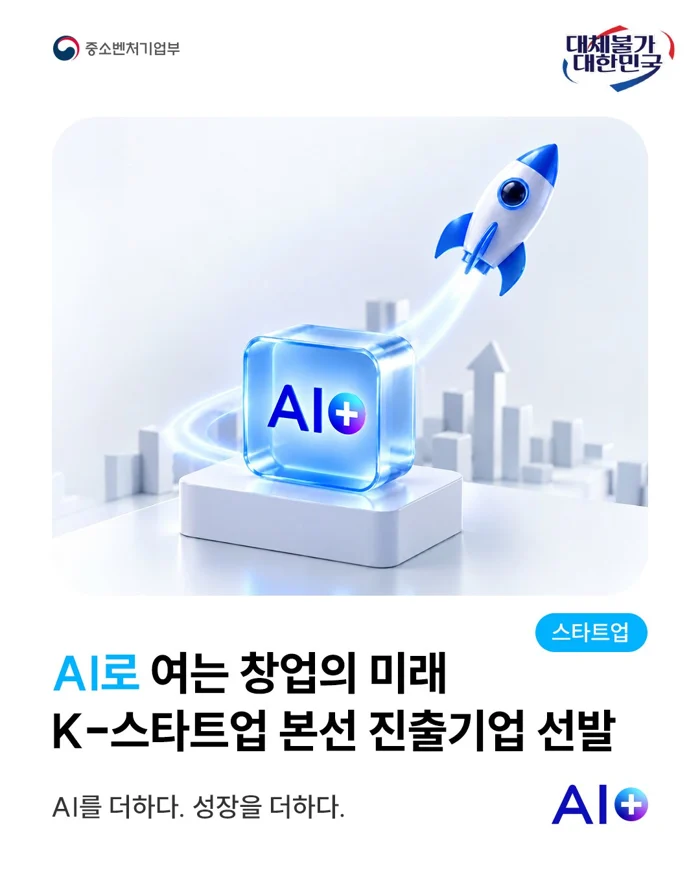 중소벤처기업부
대체불가
대한민국
AI+
스타트업
AI로 여는 창업의 미래
K-스타트업 본선 진출기업 선발
AI를 더하다. 성장을 더하다.
AI+